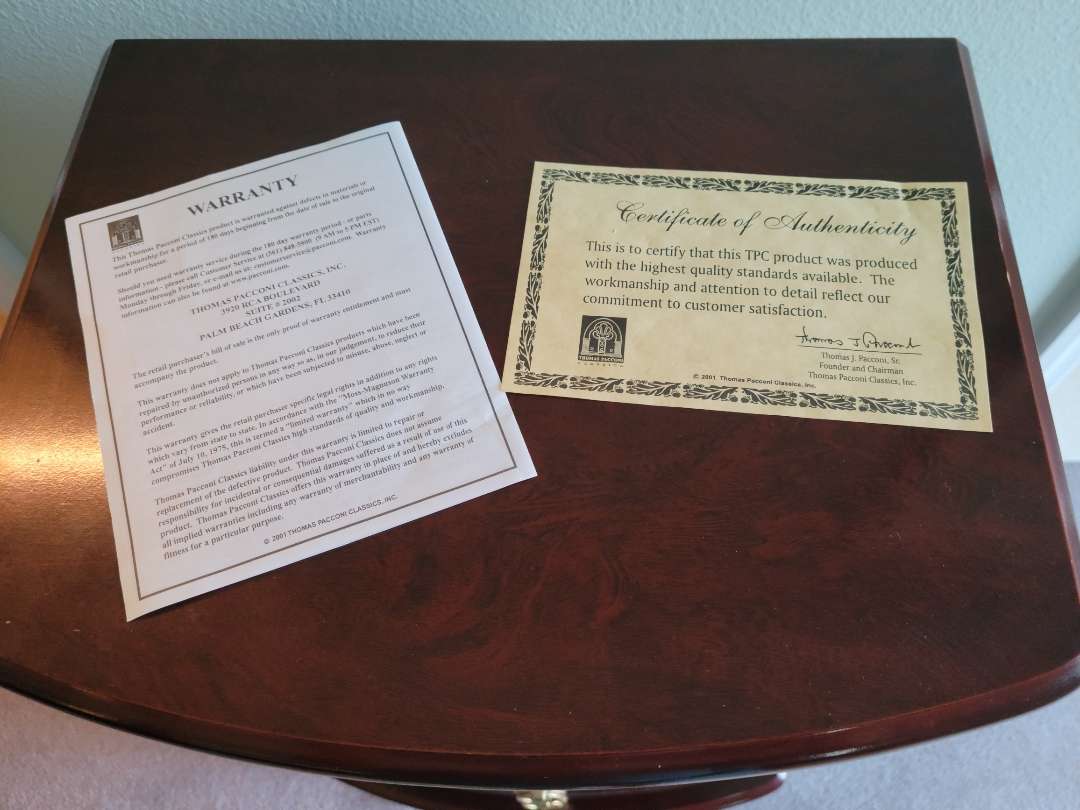 WARRANTY
This Thomas Pacconi Classics product is warranted against defects in materials or
workmanship for a period of 180 days beginning from the date of sale to the original
retail purchaser.
Should you need warranty service during the 180 day warranty period - or parts
information - please call Customer Service at (561) 848-5800 (9 AM to 5 PM EST)
Monday through Friday, or e-mail us at: customerservice@pacconi.com. Warranty
information can also be found at www.pacconi.com.
THOMAS PACCONI CLASSICS, INC.
3920 RCA BOULEVARD
SUITE # 2002
PALM BEACH GARDENS, FL 33410
The retail purchaser's bill of sale is the only proof of warranty entitlement and must
accompany the product.
This warranty does not apply to Thomas Pacconi Classics products which have been
repaired by unauthorized persons in any way so as, in our judgement, to reduce their
performance or reliability, or which have been subjected to misuse, abuse, neglect or
accident.
This warranty gives the retail purchaser specific legal rights in addition to any rights
which vary from state to state. In accordance with the "Moss-Magnuson Warranty
Act" of July 10, 1975, this is termed a "limited warranty" which in no way
compromises Thomas Pacconi Classics high standards of quality and workmanship.
Thomas Pacconi Classics liability under this warranty is limited to repair or
replacement of the defective product. Thomas Pacconi Classics does not assume
responsibility for incidental or consequential damages suffered as a result of use of this
product. Thomas Pacconi Classics offers this warranty in place of and hereby excludes
all implied warranties including any warranty of merchantability and any warranty of
fitness for a particular purpose.
© 2001 THOMAS PACCONI CLASSICS, INC.
Certificate of Authenticity
This is to certify that this TPC product was produced
with the highest quality standards available. The
workmanship and attention to detail reflect our
commitment to customer satisfaction.
THOMAS PACCONI
Thomas J. Pacconi, Sr.
Founder and Chairman
Thomas Pacconi Classics, Inc.
© 2001 Thomas Pacconi Classics, Inc.